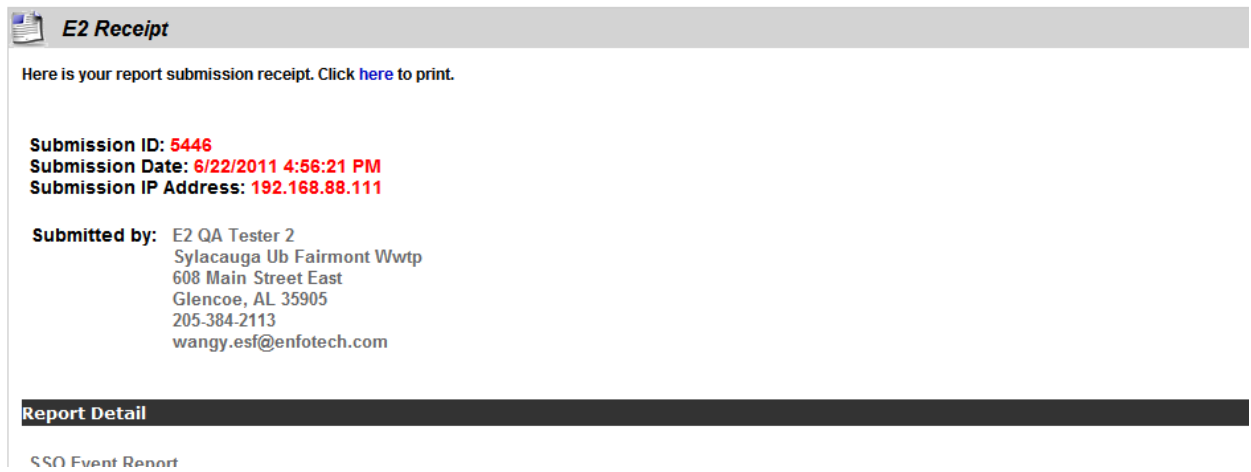 E2 Receipt
Here is your report submission receipt. Click here to print.
Submission ID: 5446
Submission Date: 6/22/2011 4:56:21 PM
Submission IP Address: 192.168.88.111
Submitted by: E2 QA Tester 2
Sylacauga Ub Fairmont Wwtp
608 Main Street East
Glencoe, AL 35905
205-384-2113
wangy.esf@enfotech.com
Report Detail
SSO Event Report